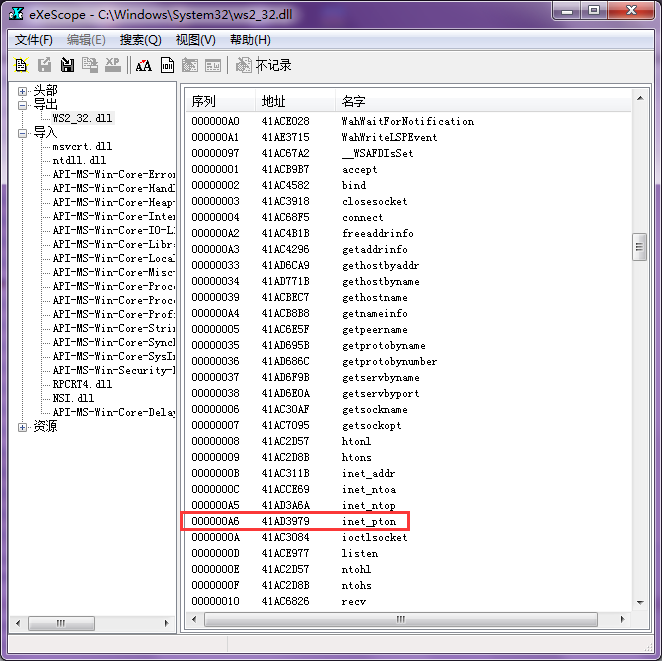 eXeScope - C:\Windows\System32\ws2_32.dll
文件(F) 编辑(E) 搜索(Q) 视图(V) 帮助(H)
XP AA 不记录
头部
导出
WS2_32.dll
导入
msvcrt.dll
ntdll.dll
API-MS-Win-Core-Error
API-MS-Win-Core-Handl
API-MS-Win-Core-Heap-
API-MS-Win-Core-Inter
API-MS-Win-Core-IO-L1
API-MS-Win-Core-Libra
API-MS-Win-Core-Local
API-MS-Win-Core-Misc-
API-MS-Win-Core-Proce
API-MS-Win-Core-Proce
API-MS-Win-Core-Profi
API-MS-Win-Core-Strin
API-MS-Win-Core-Synch
API-MS-Win-Core-SysIn
API-MS-Win-Security-B
RPCRT4.dll
NSI.dll
API-MS-Win-Core-Delay
资源
序列 地址 名字
000000A0 41ACE028 WahWaitForNotification
000000A1 41AE3715 WahWriteLSPEvent
00000097 41AC67A2 __WSAFDIsSet
00000001 41ACB9B7 accept
00000002 41AC4582 bind
00000003 41AC3918 closesocket
00000004 41AC68F5 connect
000000A2 41AC4B1B freeaddrinfo
000000A3 41AC4296 getaddrinfo
00000033 41AD6CA9 gethostbyaddr
00000034 41AD771B gethostbyname
00000039 41ACBEC7 gethostname
000000A4 41ACB8B8 getnameinfo
00000005 41AC6E5F getpeername
00000035 41AD695B getprotobyname
00000036 41AD686C getprotobynumber
00000037 41AD6F9B getservbyname
00000038 41AD6E0A getservbyport
00000006 41AC30AF getsockname
00000007 41AC7095 getsockopt
00000008 41AC2D57 htonl
00000009 41AC2D8B htons
0000000B 41AC311B inet_addr
0000000C 41ACCE69 inet_ntoa
000000A5 41AD3A6A inet_ntop
000000A6 41AD3979 inet_pton
0000000A 41AC3084 ioctlsocket
0000000D 41ACE977 listen
0000000E 41AC2D57 ntohl
0000000F 41AC2D8B ntohs
00000010 41AC6826 recv